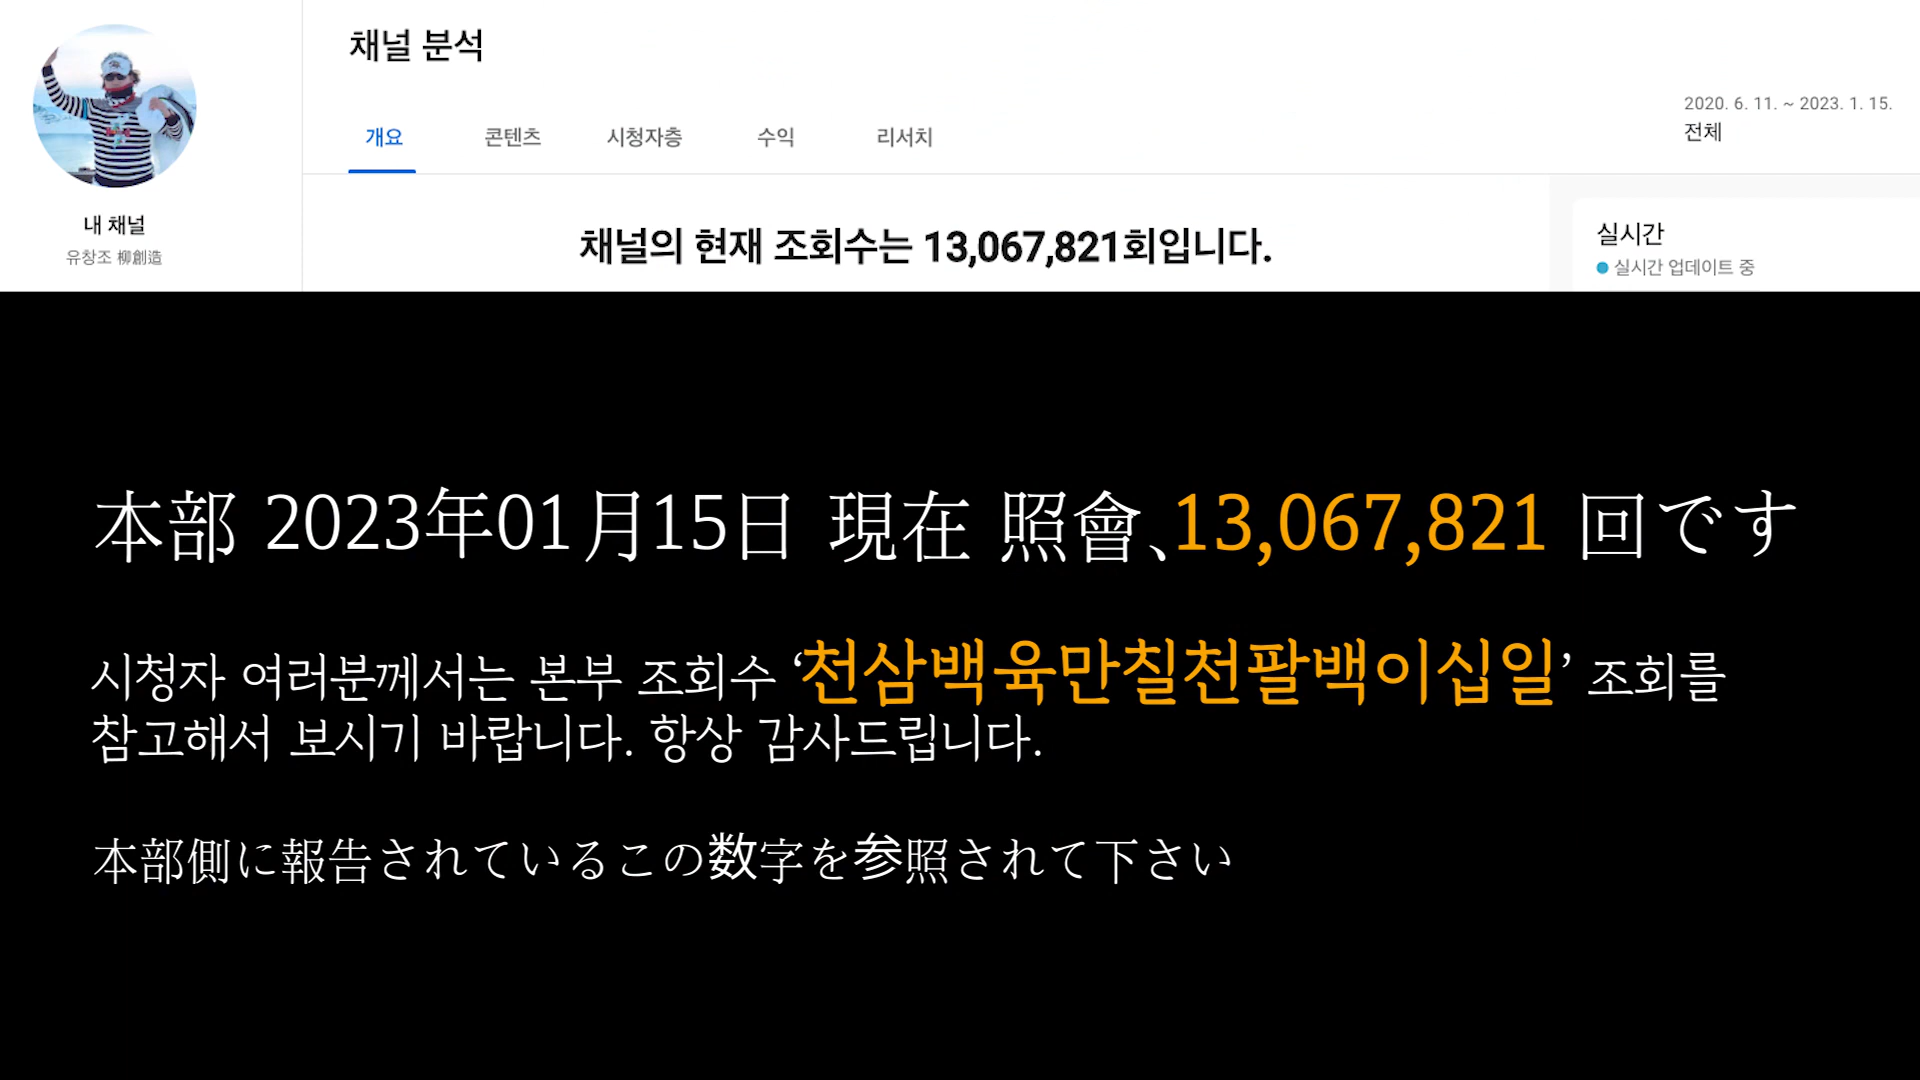 채널 분석
2020. 6. 11. ~ 2023. 1. 15.
전체
개요 콘텐츠 시청자층 수익 리서치
내 채널
유창조 柳創造
채널의 현재 조회수는 13,067,821회입니다.
실시간
실시간 업데이트 중
本部 2023年01月15日 現在 照會、13,067,821 回です
시청자 여러분께서는 본부 조회수 ‘천삼백육만칠천팔백이십일’ 조회를
참고해서 보시기 바랍니다. 항상 감사드립니다.
本部側に報告されているこの数字を参照されて下さい